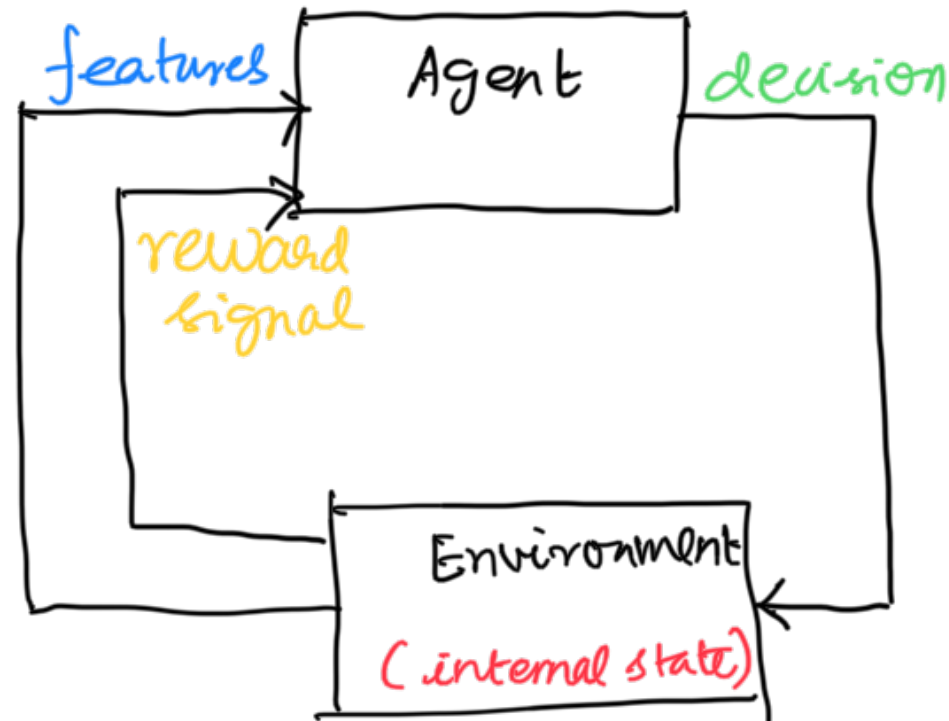 features
Agent
decision
reward
signal
Environment
(internal state)